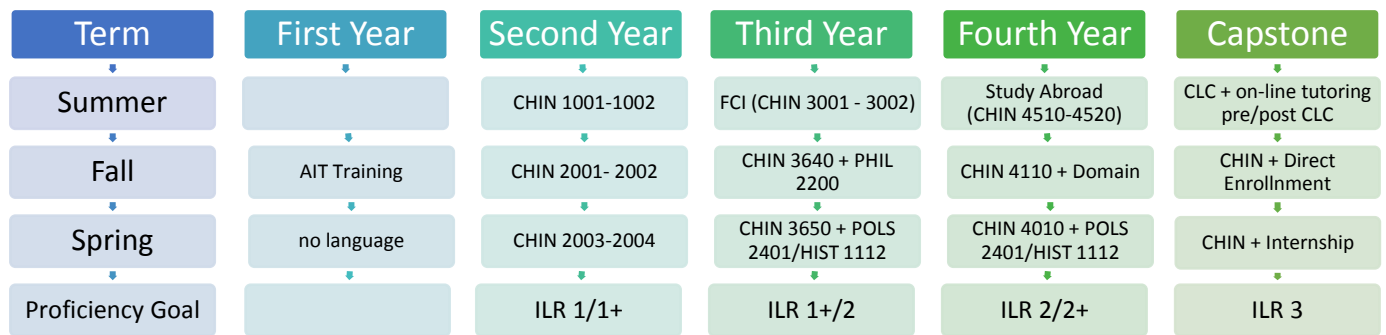 Term
First Year
Second Year
Third Year
Fourth Year
Capstone
Summer
CHIN 1001-1002
FCI (CHIN 3001 - 3002)
Study Abroad
(CHIN 4510-4520)
CLC + on-line tutoring
pre/post CLC
Fall
AIT Training
CHIN 2001- 2002
CHIN 3640 + PHIL
2200
CHIN 4110 + Domain
CHIN + Direct
Enrollnment
Spring
no language
CHIN 2003-2004
CHIN 3650 + POLS
2401/HIST 1112
CHIN 4010 + POLS
2401/HIST 1112
CHIN + Internship
Proficiency Goal
ILR 1/1+
ILR 1+/2
ILR 2/2+
ILR 3